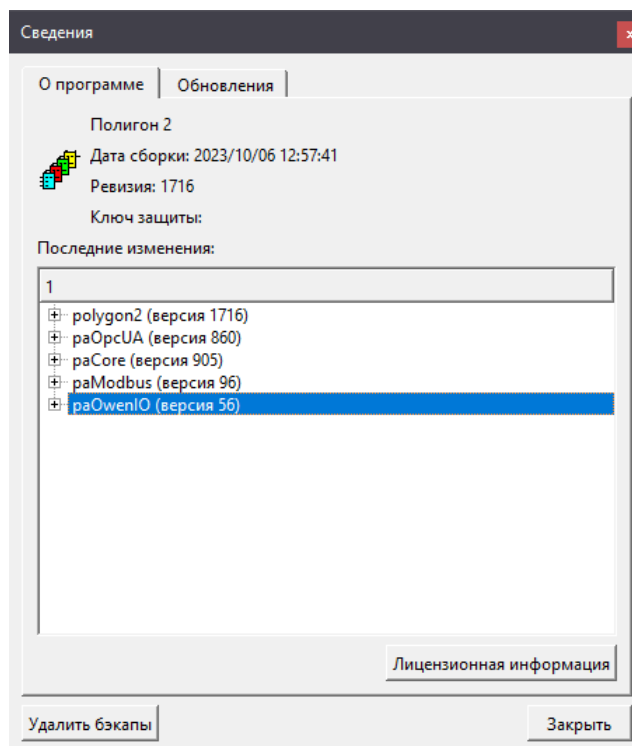 Сведения
О программе
Обновления
Полигон 2
Дата сборки: 2023/10/06 12:57:41
Ревизия: 1716
Ключ защиты:
Последние изменения:
1
polygon2 (версия 1716)
paOpcUA (версия 860)
paCore (версия 905)
paModbus (версия 96)
paOwenIO (версия 56)
Лицензионная информация
Удалить бэкапы
Закрыть